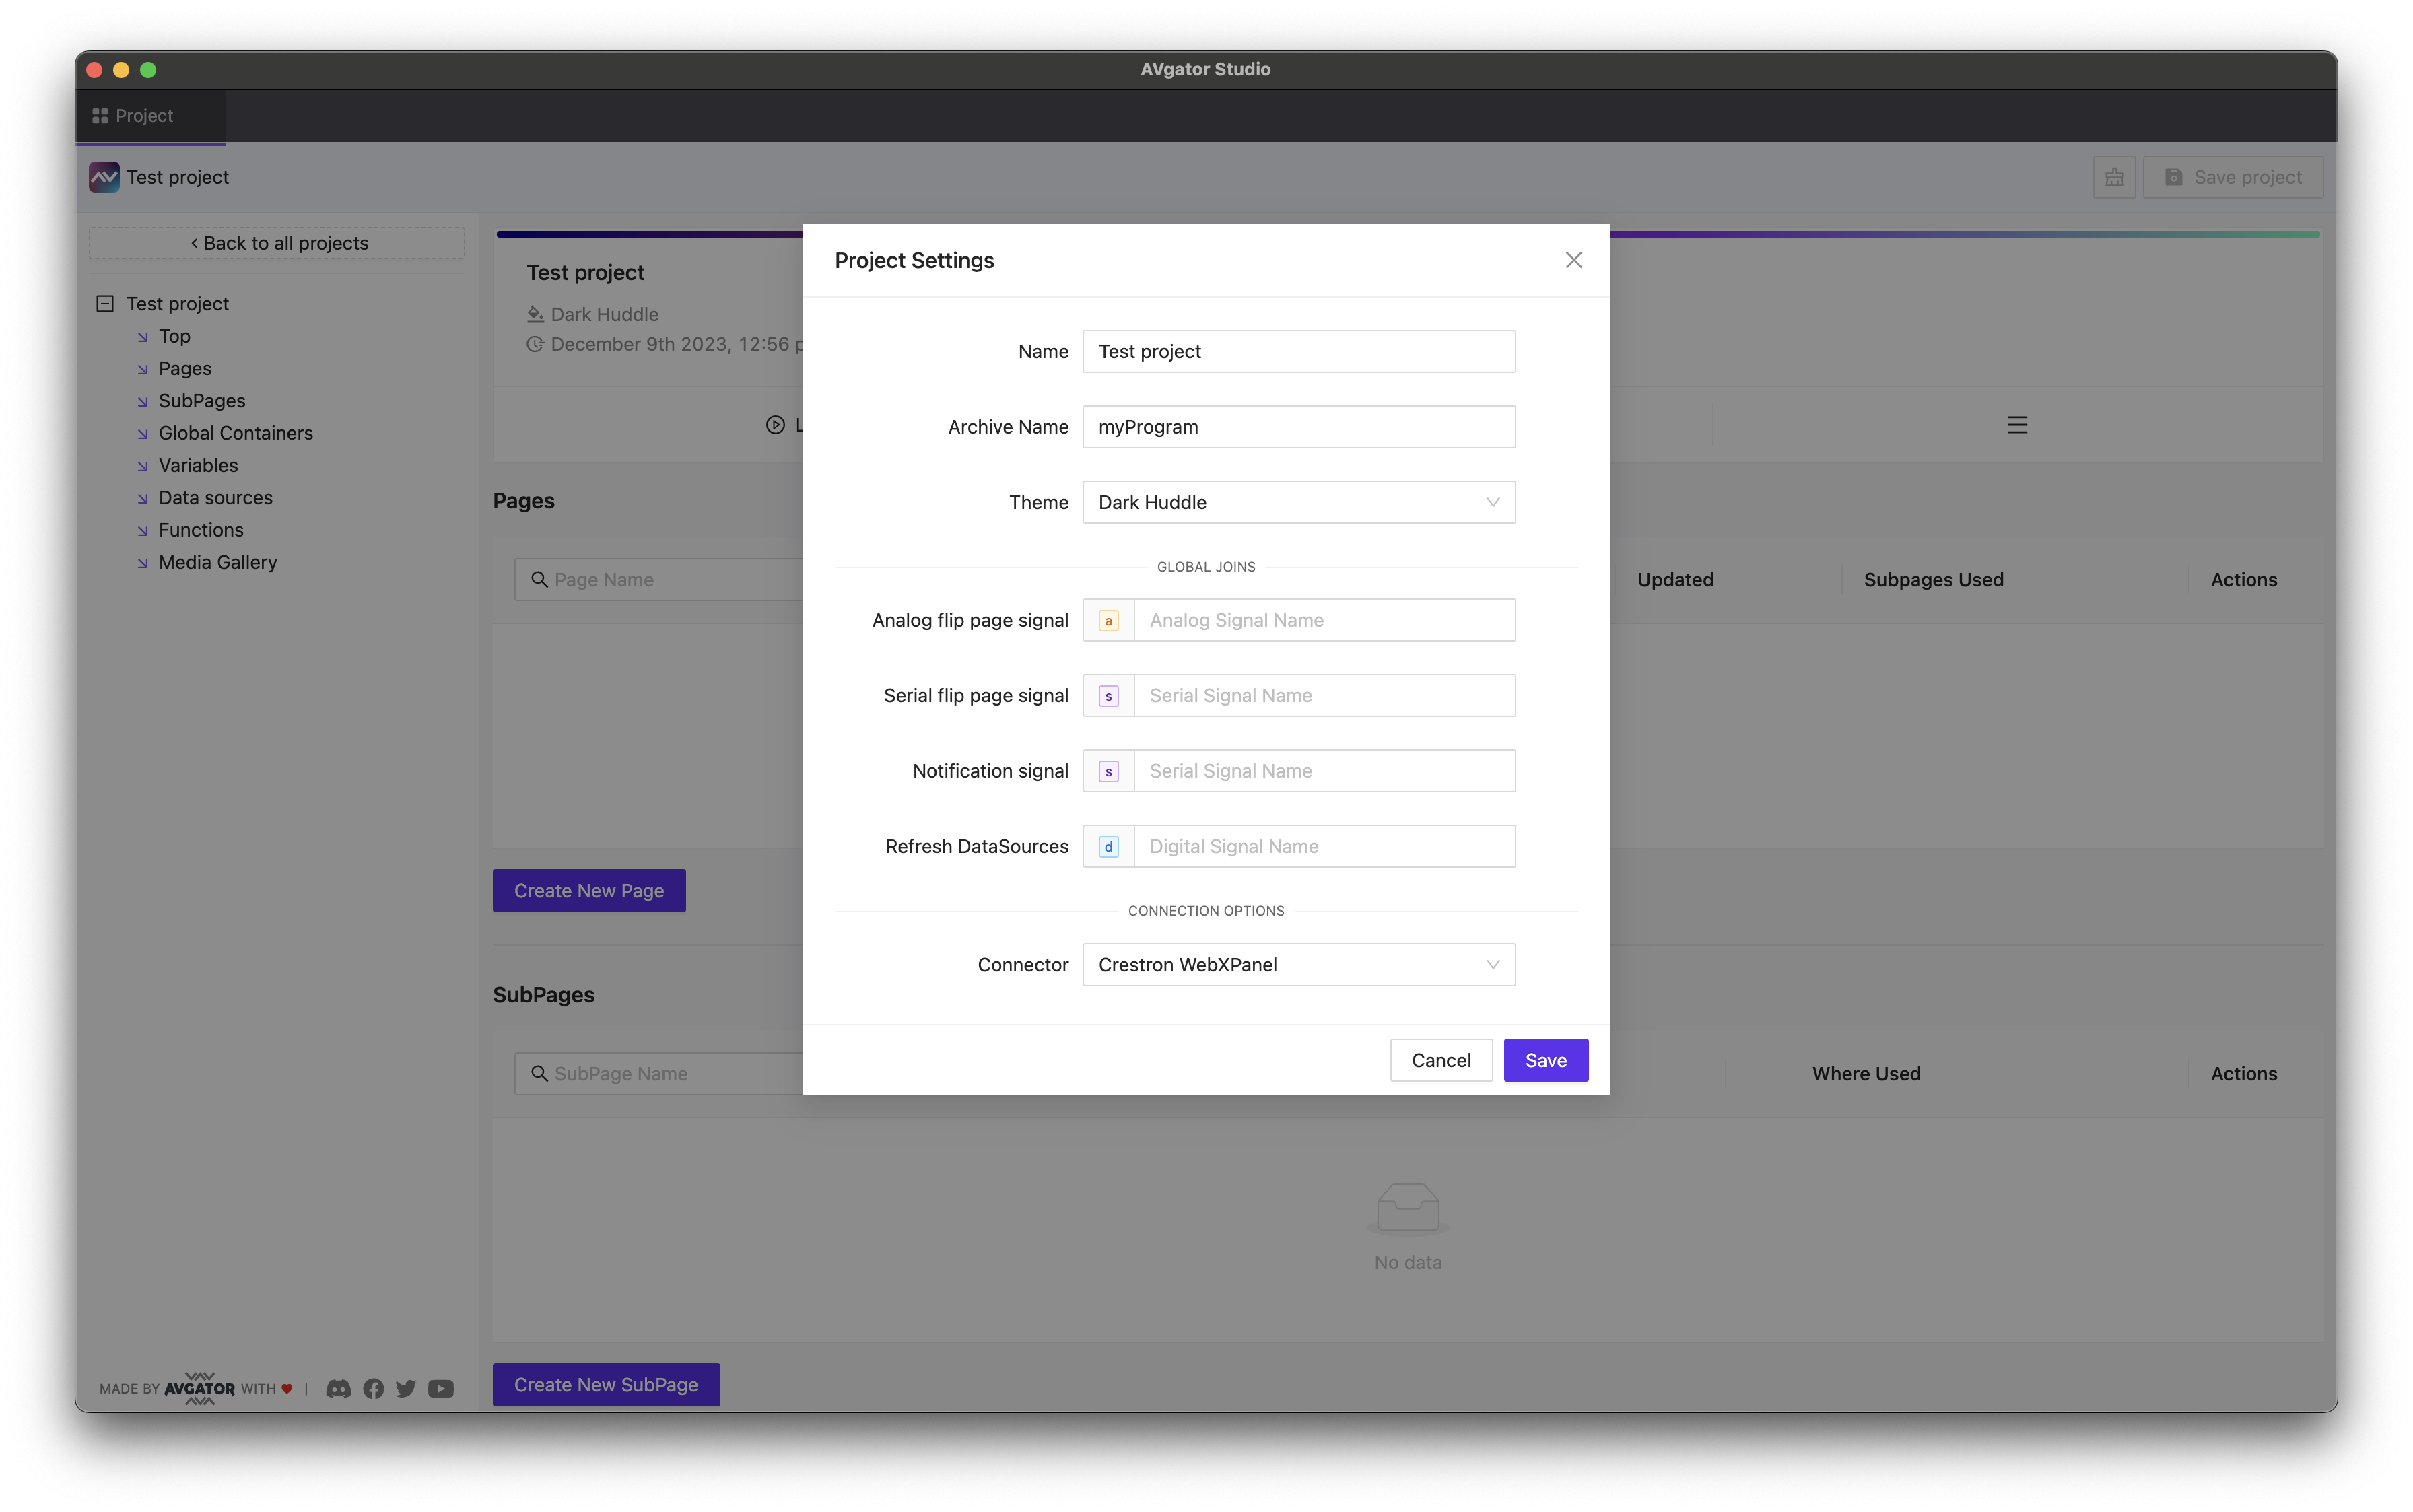 AVgator Studio
Project
Test project
Save project
‹ Back to all projects
Test project
Top
Pages
SubPages
Global Containers
Variables
Data sources
Functions
Media Gallery
MADE BY AVGATOR WITH ❤ |
Test project
Dark Huddle
December 9th 2023, 12:56 p
L
Pages
Page Name
Updated
Subpages Used
Actions
Create New Page
SubPages
SubPage Name
Where Used
Actions
No data
Create New SubPage
Project Settings
Name Test project
Archive Name myProgram
Theme Dark Huddle
GLOBAL JOINS
Analog flip page signal a Analog Signal Name
Serial flip page signal s Serial Signal Name
Notification signal s Serial Signal Name
Refresh DataSources d Digital Signal Name
CONNECTION OPTIONS
Connector Crestron WebXPanel
Cancel Save